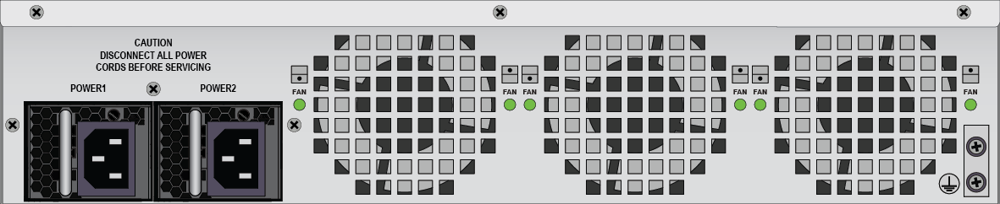 CAUTION
DISCONNECT ALL POWER
CORDS BEFORE SERVICING
POWER1
POWER2
FAN
FAN
FAN
FAN
FAN
FAN